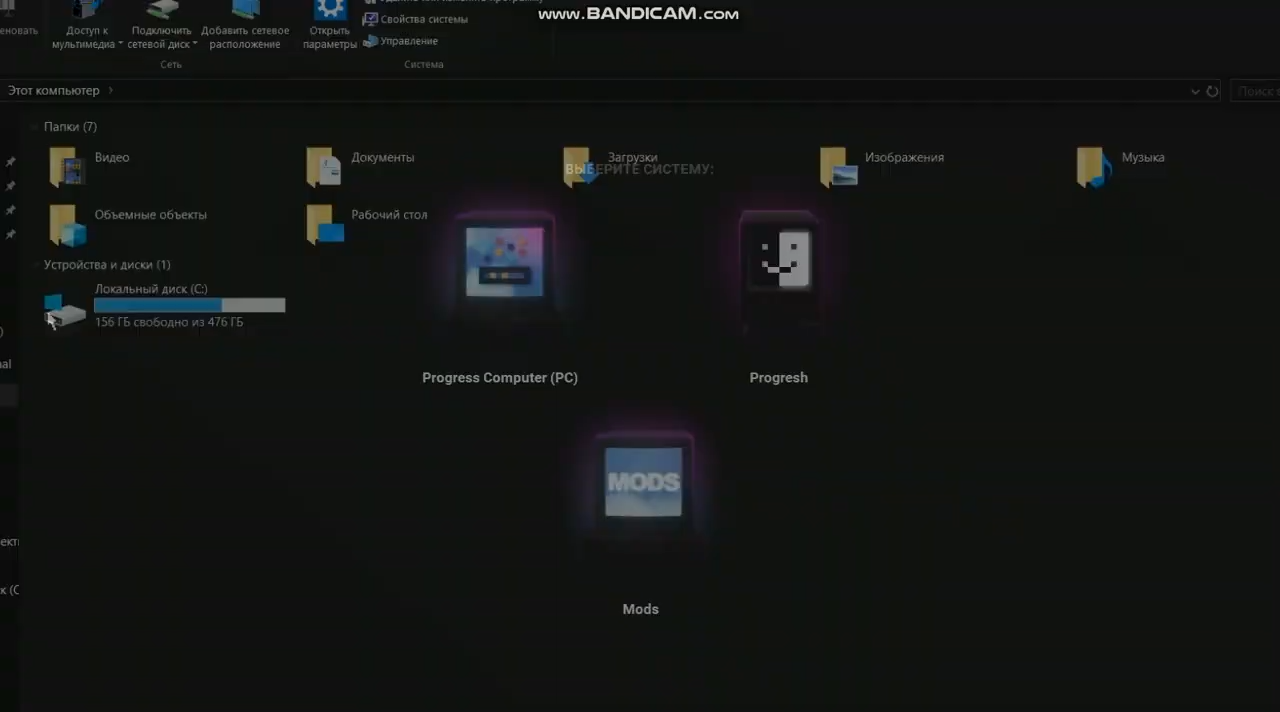 www.BANDICAM.com
Свойства системы
Доступ к
мультимедиа
Подключить
сетевой диск
Добавить сетевое
расположение
Открыть
параметры
Управление
Сеть
Система
Этот компьютер
Поиск
Папки (7)
Видео
Документы
Загрузки
Изображения
Музыка
ВЫБЕРИТЕ СИСТЕМУ:
Объемные объекты
Рабочий стол
Устройства и диски (1)
Локальный диск (C:)
156 ГБ свободно из 476 ГБ
Progress Computer (PC)
Progresh
MODS
Mods